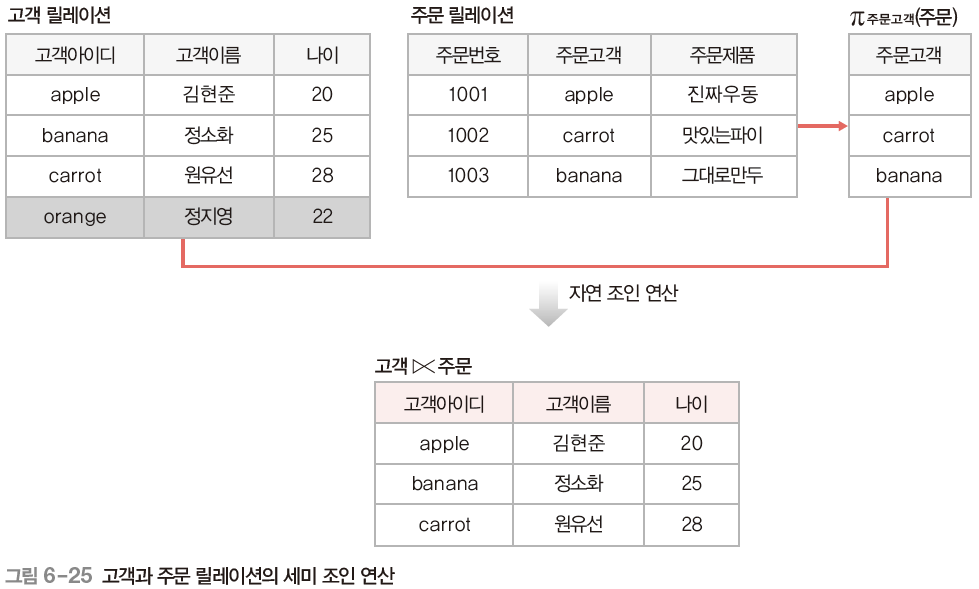 고객 릴레이션
고객아이디 고객이름 나이
apple 김현준 20
banana 정소화 25
carrot 원유선 28
orange 정지영 22
주문 릴레이션
주문번호 주문고객 주문제품
1001 apple 진짜우동
1002 carrot 맛있는파이
1003 banana 그대로만두
π주문고객(주문)
주문고객
apple
carrot
banana
자연 조인 연산
고객 ⋉ 주문
고객아이디 고객이름 나이
apple 김현준 20
banana 정소화 25
carrot 원유선 28
그림 6-25 고객과 주문 릴레이션의 세미 조인 연산